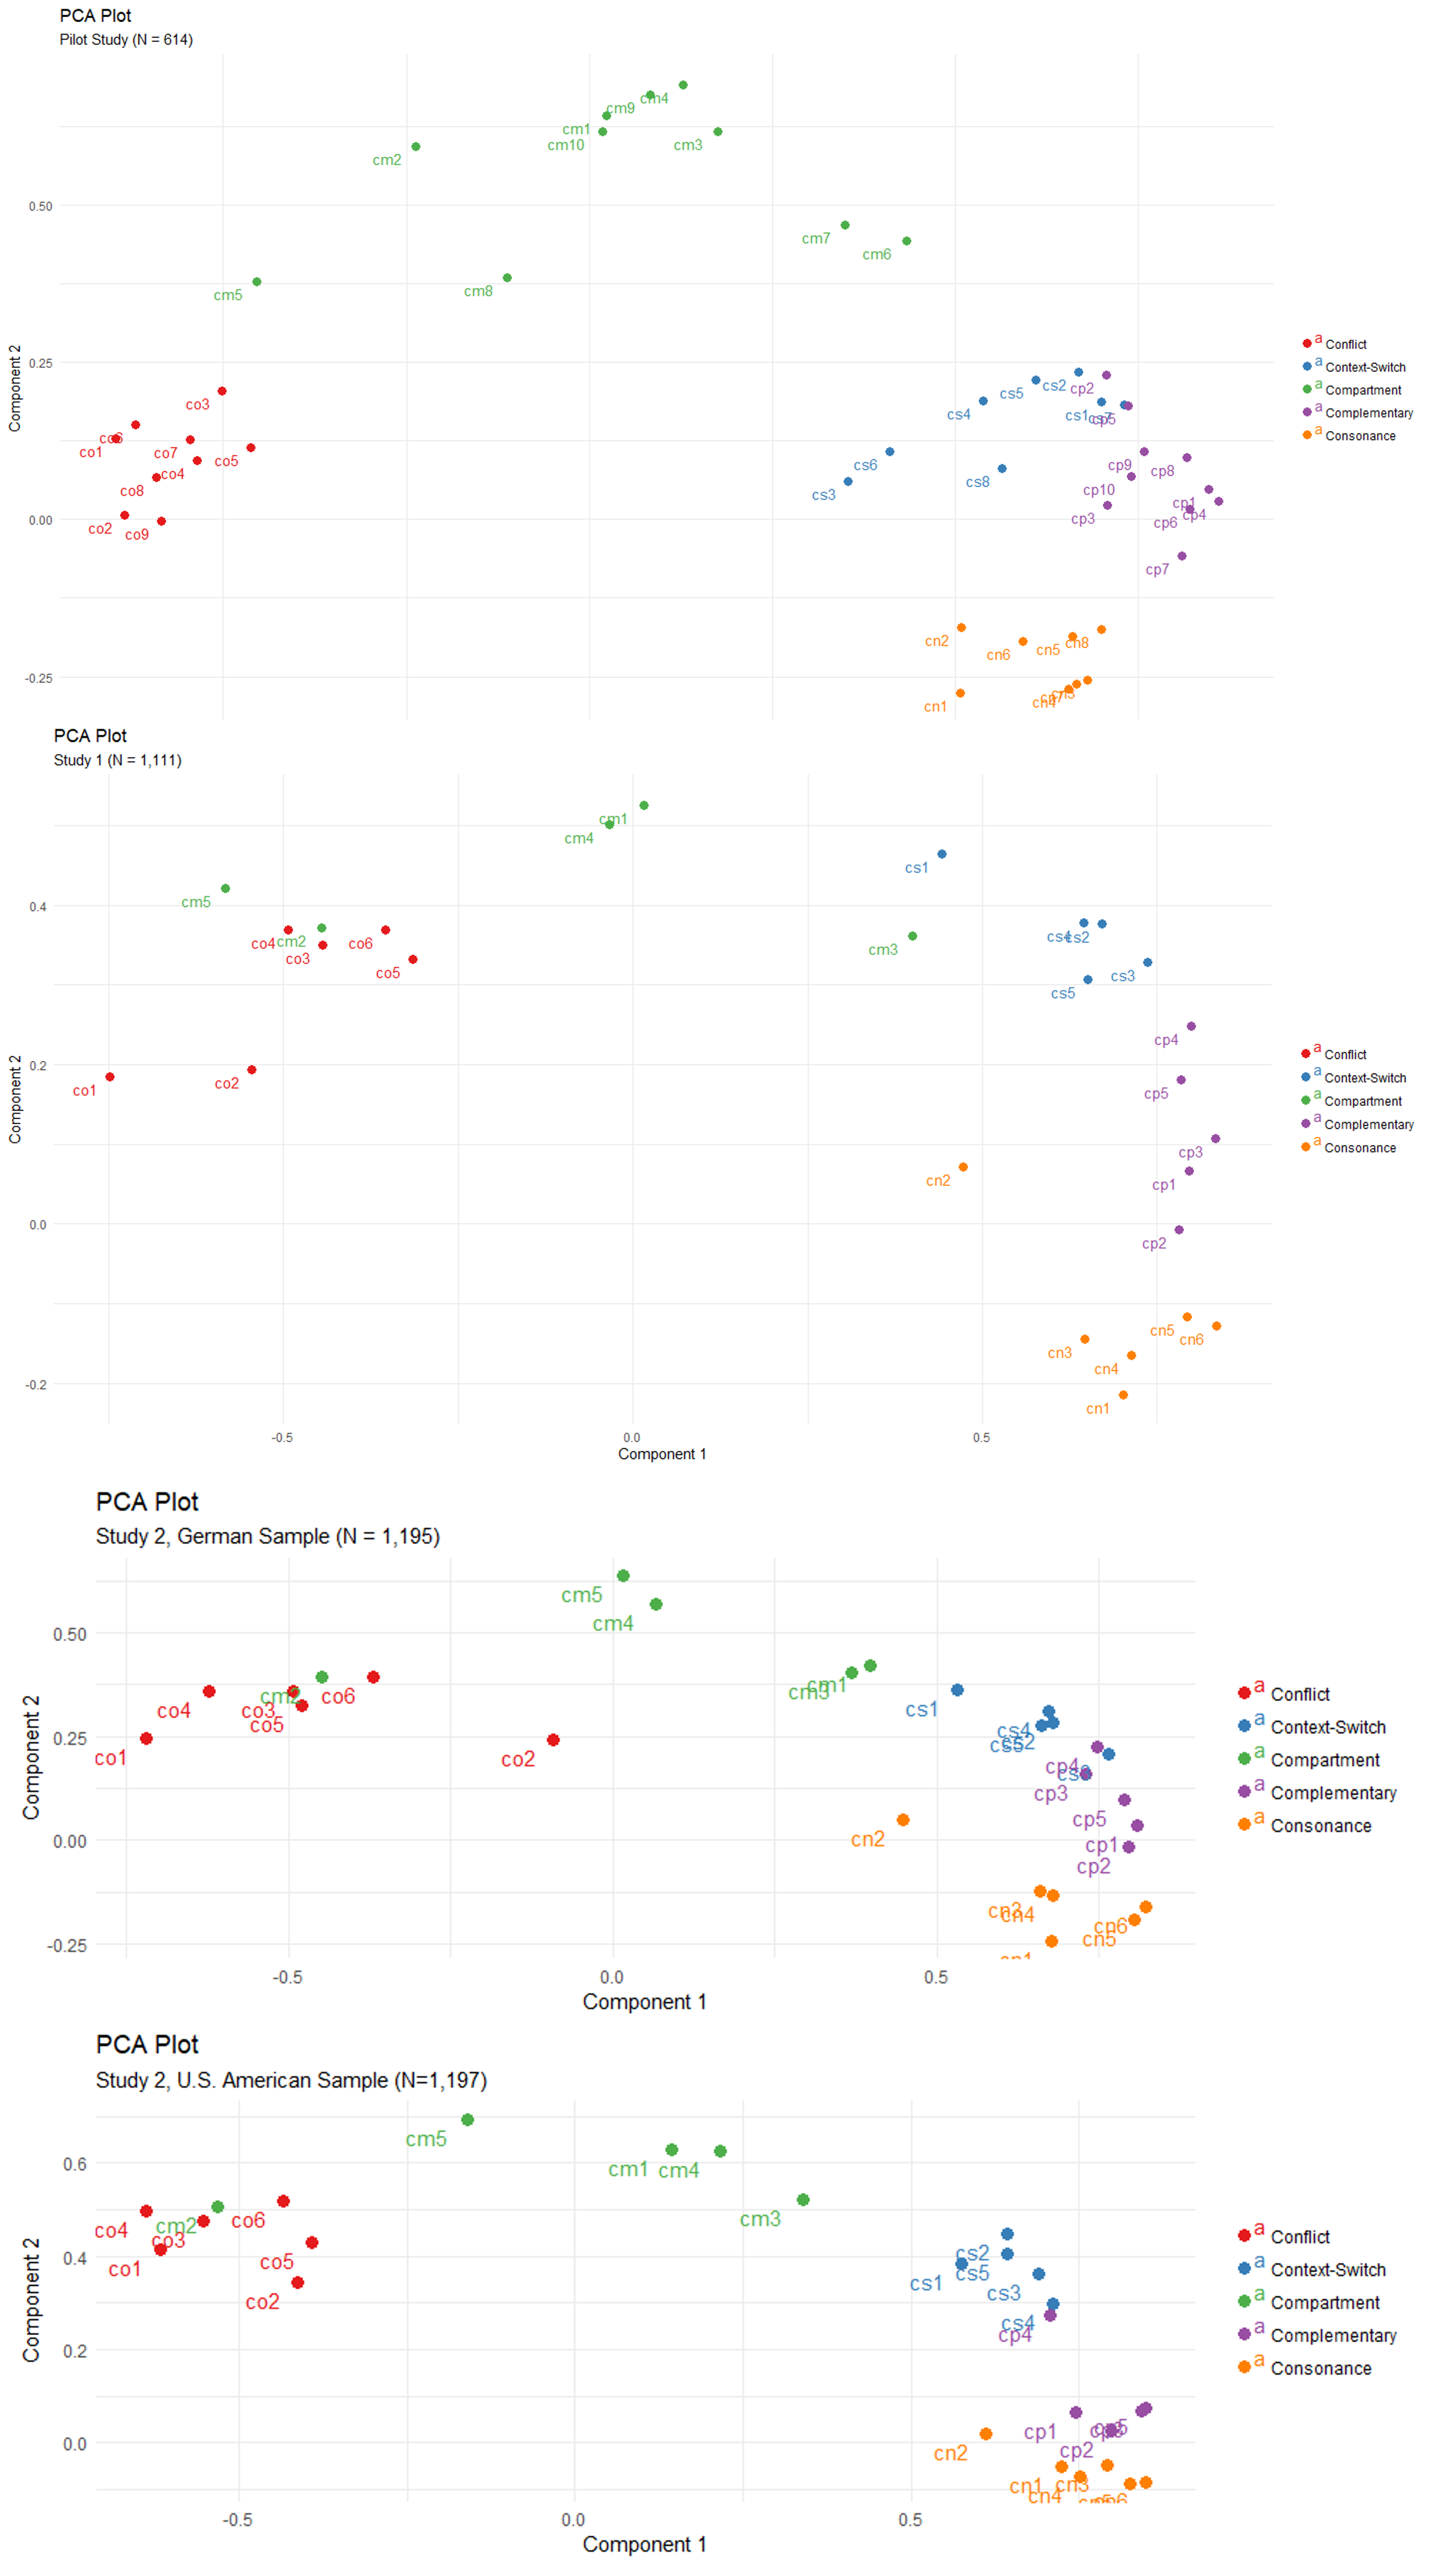 PCA Plot
Pilot Study (N = 614)
cm4
cm9
cm1
cm10
cm3
cm2
0.50
cm7
cm6
cm5
cm8
Component 2
0.25
a Conflict
a Context-Switch
a Compartment
a Complementary
a Consonance
co3
cs5
cs2
cp2
cs4
cs1
cp5
co6
co1
co7
co5
co4
co8
cs6
cs3
cs8
cp9
cp8
cp10
cp1
cp3
cp6
cp4
0.00
co2
co9
cp7
cn2
cn6
cn5
cn8
-0.25
cn1
PCA Plot
Study 1 (N = 1,111)
cm1
cm4
cs1
cm5
0.4
co4
cm2
co3
co6
co5
cm3
cs4
cs2
cs3
cs5
Component 2
0.2
cp4
co1
co2
cp5
a Conflict
a Context-Switch
a Compartment
a Complementary
a Consonance
cp3
cn2
cp1
0.0
cp2
cn5
cn6
cn3
cn4
-0.2
cn1
-0.5
0.0
0.5
Component 1
PCA Plot
Study 2, German Sample (N = 1,195)
cm5
cm4
0.50
cm1
cm3
cm2
co4
co3
co6
co5
cs1
Component 2
0.25
cs4
cs2
cs5
co1
co2
cp4
cp3
a Conflict
a Context-Switch
a Compartment
a Complementary
a Consonance
cp5
cn2
cp1
0.00
cp2
cn3
cn4
cn6
cn5
-0.25
-0.5
0.0
0.5
Component 1
PCA Plot
Study 2, U.S. American Sample (N=1,197)
cm5
0.6
cm1
cm4
cm3
co4
cm2
co3
co6
co1
co5
co2
Component 2
0.4
cs2
cs1
cs5
cs3
cs4
cp4
a Conflict
a Context-Switch
a Compartment
a Complementary
a Consonance
0.2
cn2
cp1
cp2
0.0
cn1
cn3
cn4
-0.5
0.0
0.5
Component 1